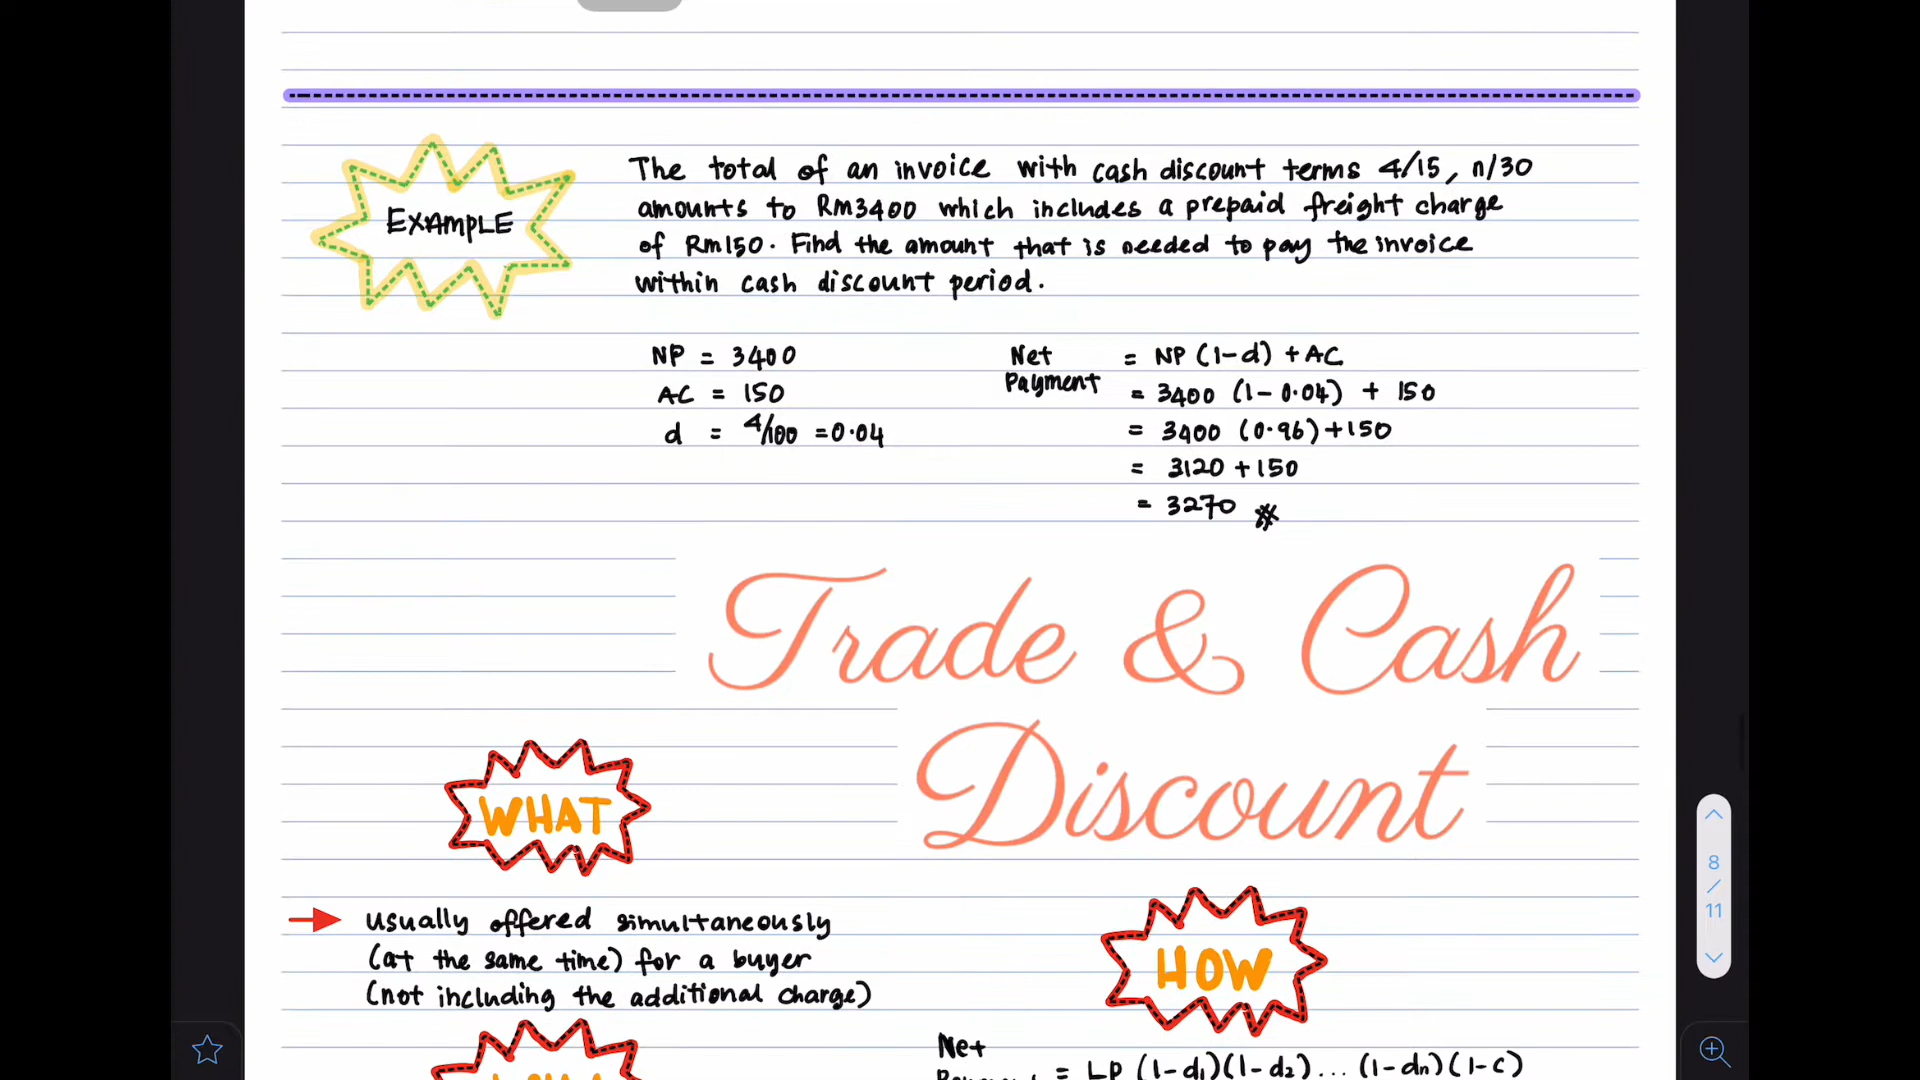 EXAMPLE
The total of an invoice with cash discount terms 4/15, n/30
amounts to RM3400 which includes a prepaid freight charge
of RM150. Find the amount that is needed to pay the invoice
within cash discount period.
NP = 3400
AC = 150
d = 4/100 = 0.04
Net Payment = NP (1-d) + AC
= 3400 (1 - 0.04) + 150
= 3400 (0.96) + 150
= 3120 + 150
= 3270 #
Trade & Cash
Discount
WHAT
usually offered simultaneously
(at the same time) for a buyer
(not including the additional charge)
HOW
Net
= LP (1-d1)(1-d2)... (1-dn)(1-c)
8
/
11